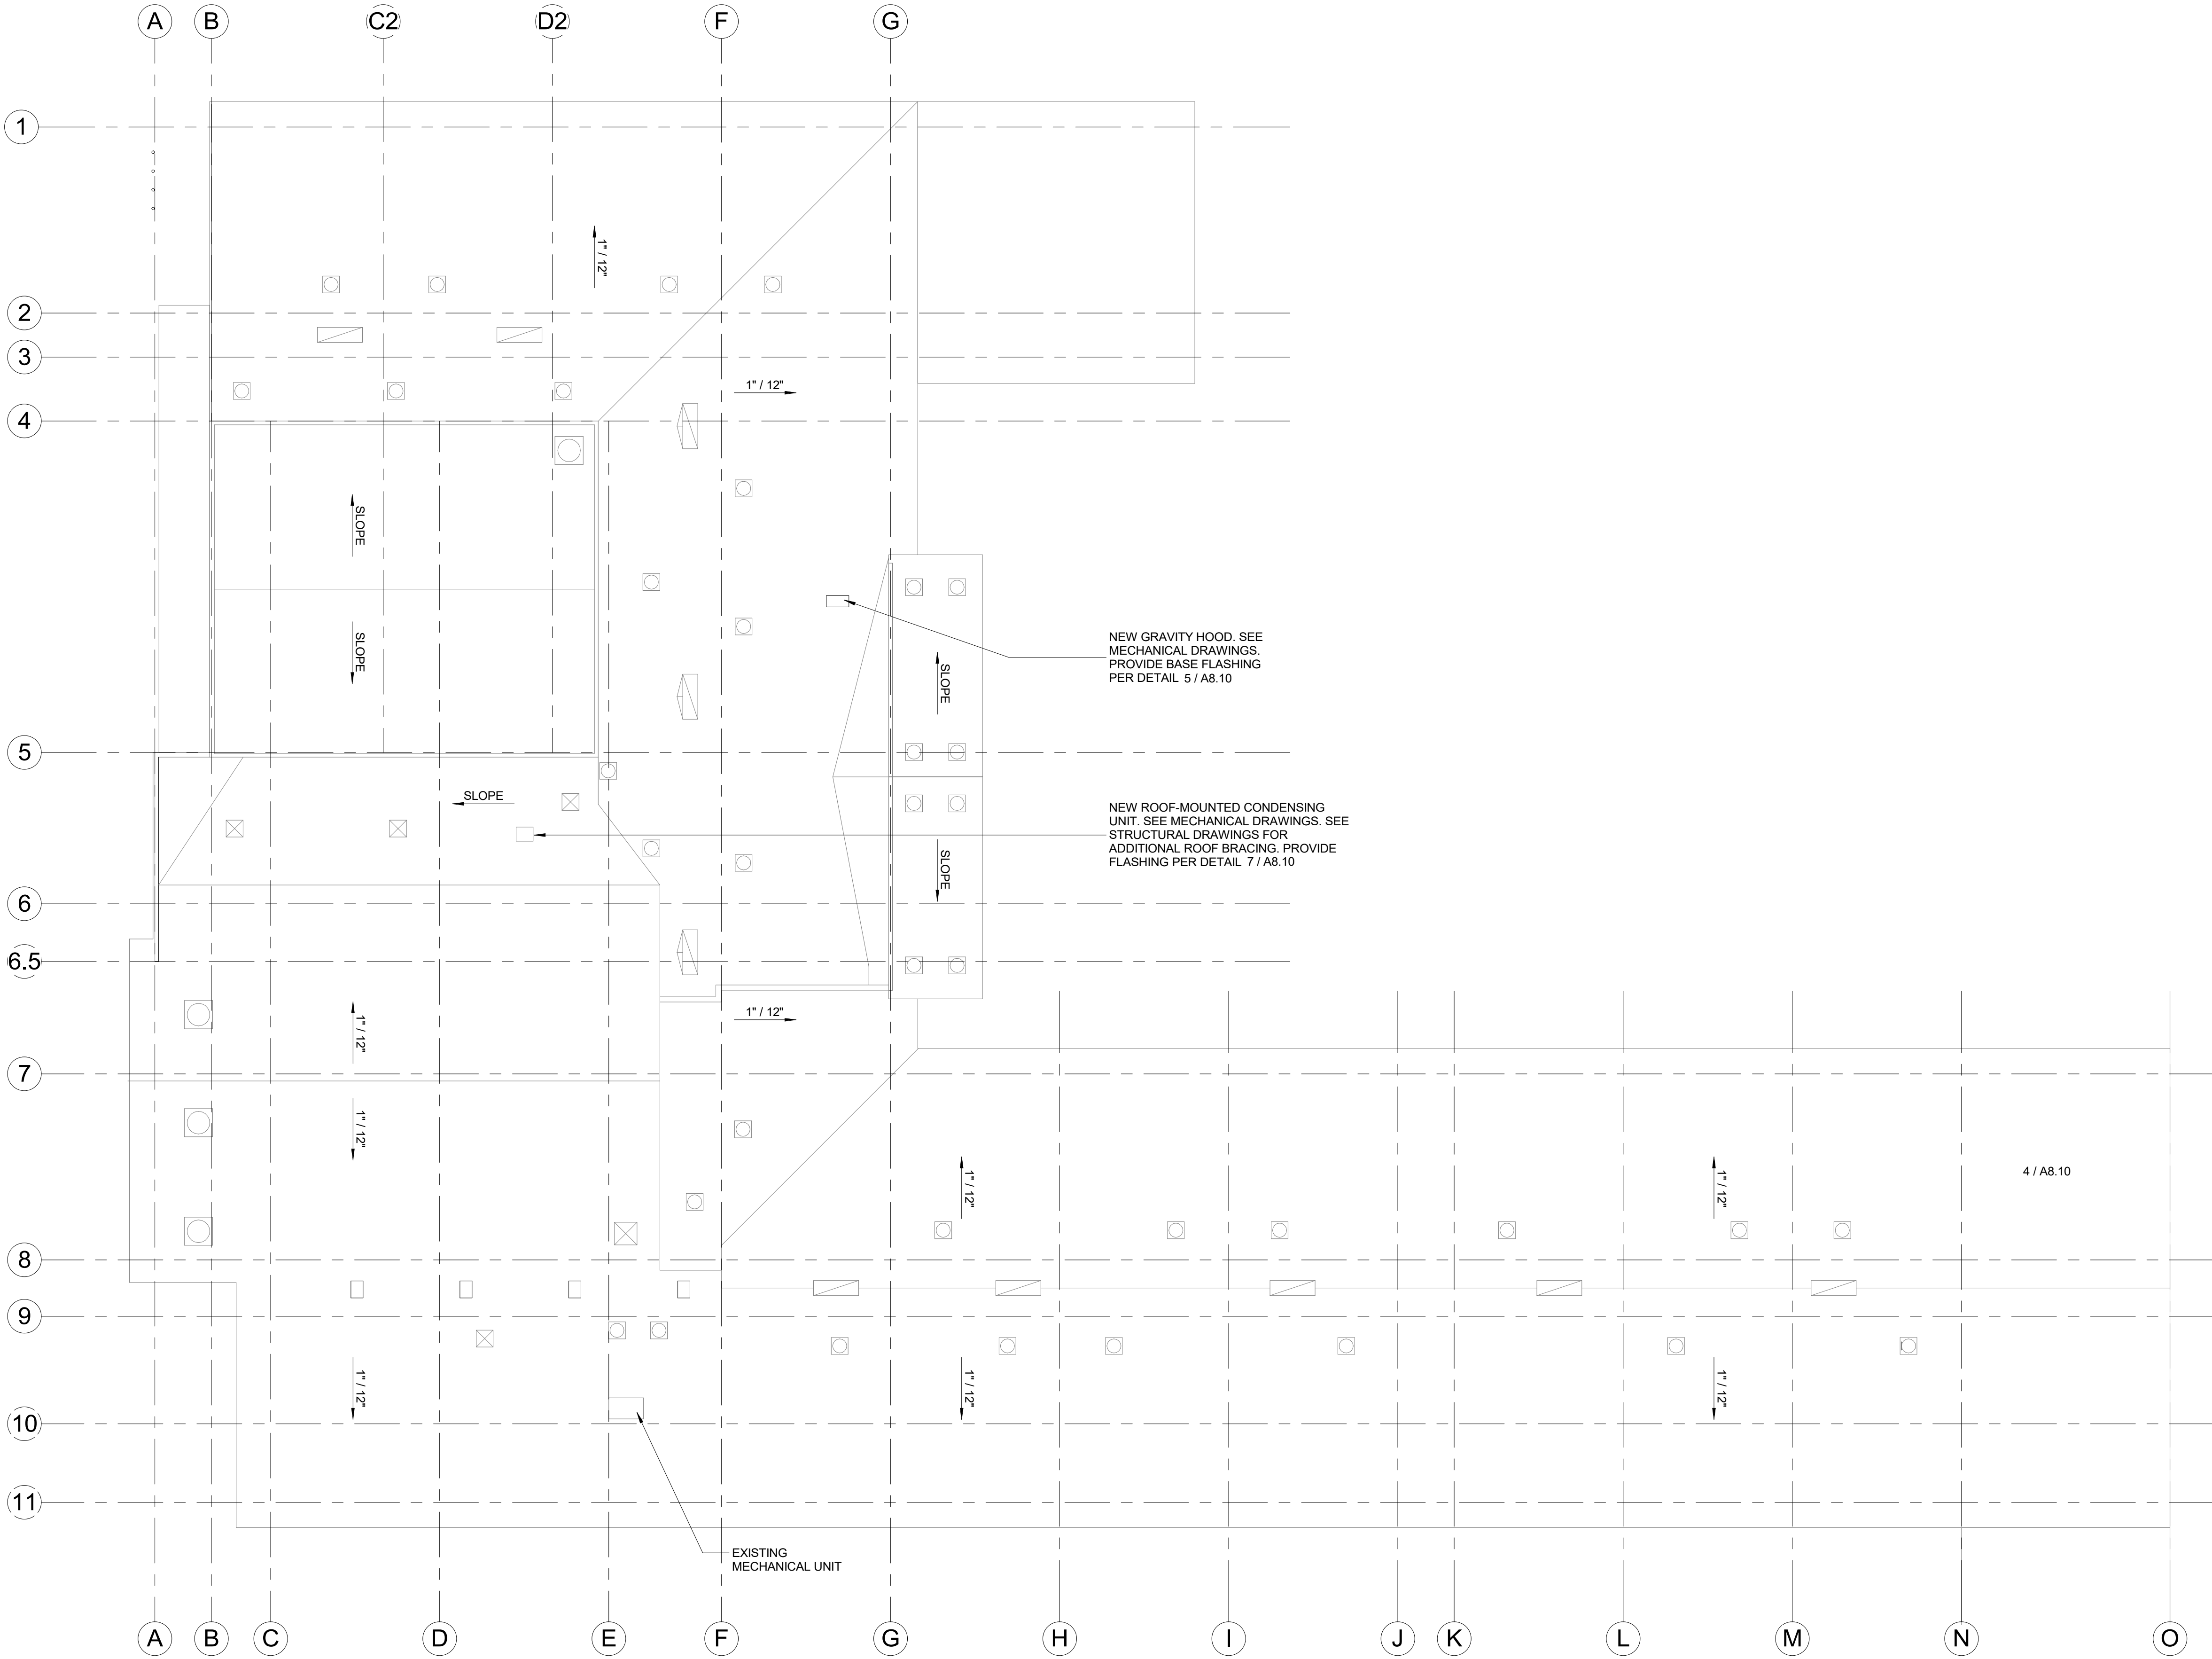 A
B
C2
D2
F
G
1
1" / 12"
2
3
1" / 12"
4
SLOPE
SLOPE
NEW GRAVITY HOOD. SEE
MECHANICAL DRAWINGS.
PROVIDE BASE FLASHING
PER DETAIL 5 / A8.10
SLOPE
5
SLOPE
NEW ROOF-MOUNTED CONDENSING
UNIT. SEE MECHANICAL DRAWINGS. SEE
STRUCTURAL DRAWINGS FOR
ADDITIONAL ROOF BRACING. PROVIDE
FLASHING PER DETAIL 7 / A8.10
SLOPE
6
6.5
1" / 12"
1" / 12"
7
1" / 12"
4 / A8.10
1" / 12"
1" / 12"
8
9
1" / 12"
1" / 12"
1" / 12"
10
11
EXISTING
MECHANICAL UNIT
A
B
C
D
E
F
G
H
I
J
K
L
M
N
O